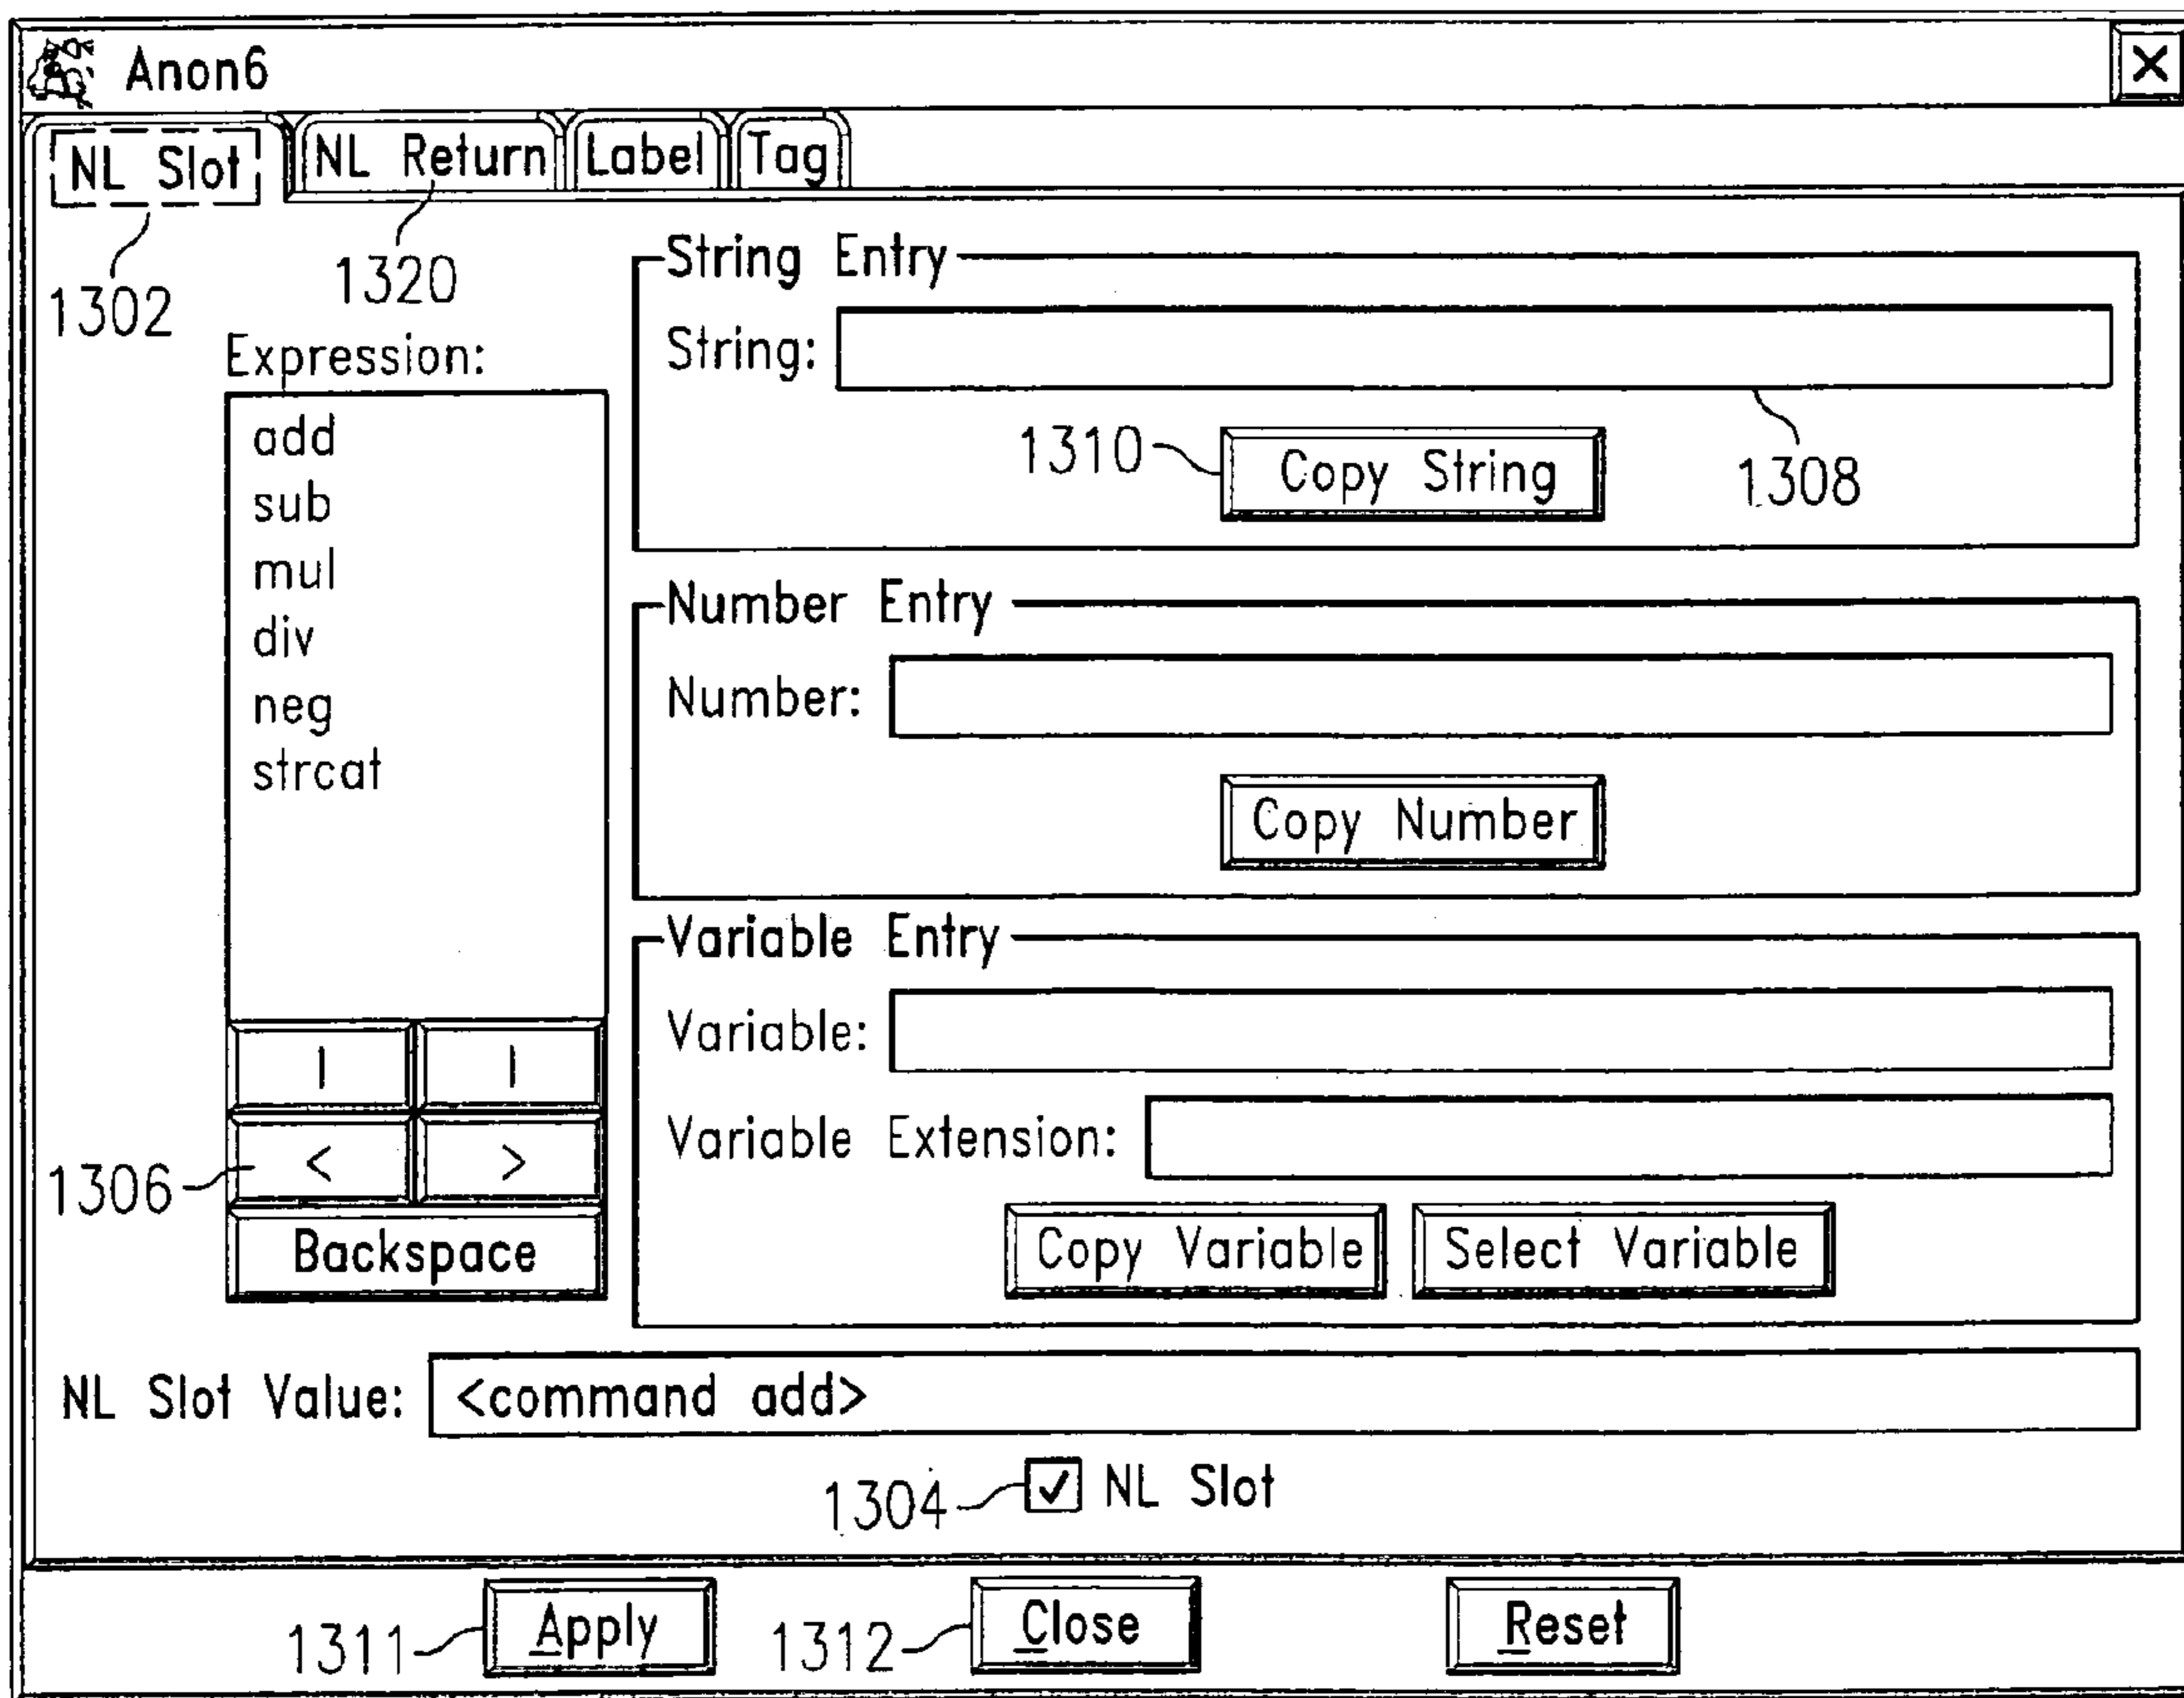 Anon6 X
NL Slot NL Return Label Tag
1302
1320
Expression:
add
sub
mul
div
neg
strcat
| |
< >
1306
Backspace
String Entry
String:
1310 Copy String 1308
Number Entry
Number:
Copy Number
Variable Entry
Variable:
Variable Extension:
Copy Variable Select Variable
NL Slot Value: <command add>
1304 NL Slot
1311 Apply 1312 Close Reset